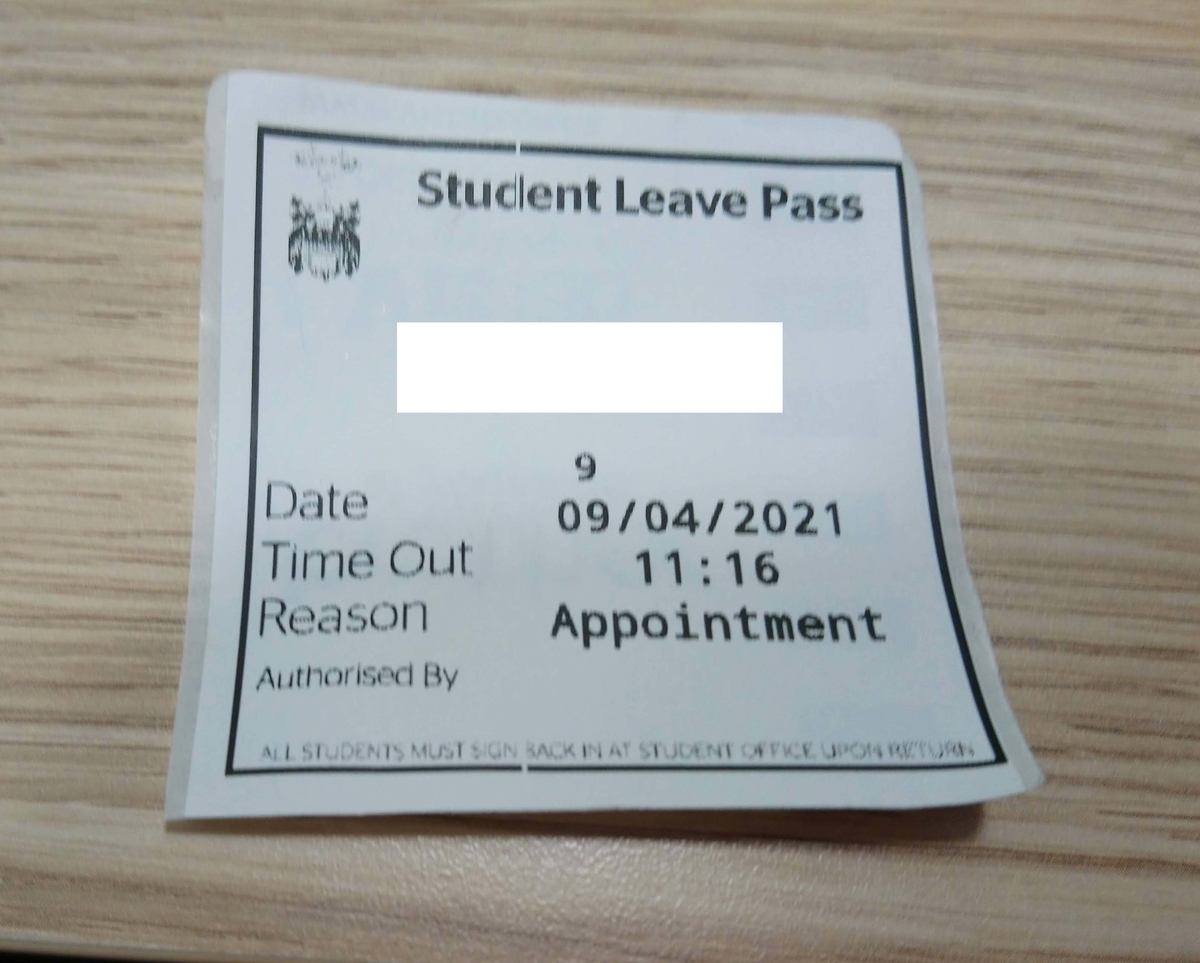 Student Leave Pass
9
Date 09/04/2021
Time Out 11:16
Reason Appointment
Authorised By
ALL STUDENTS MUST SIGN BACK IN AT STUDENT OFFICE UPON RETURN